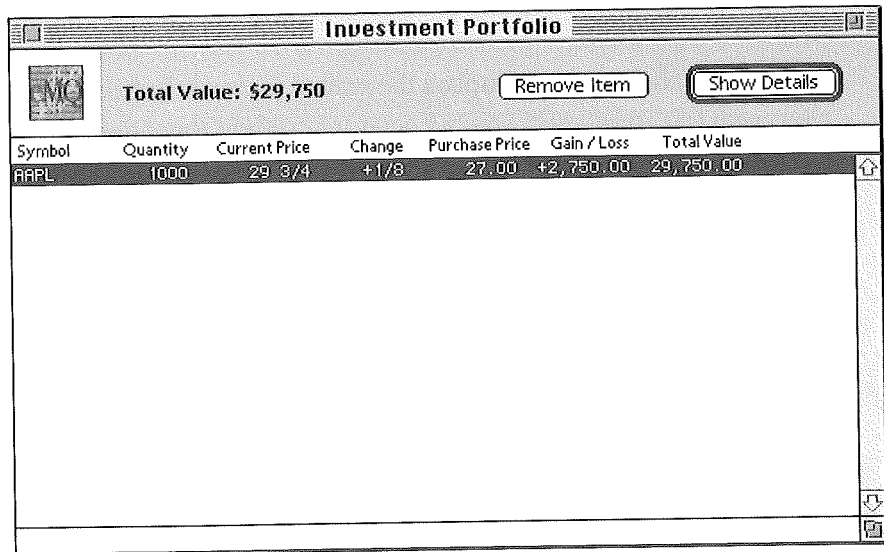 Investment Portfolio
MQ
Total Value: $29,750
Remove Item
Show Details
Symbol Quantity Current Price Change Purchase Price Gain / Loss Total Value
AAPL 1000 29 3/4 +1/8 27.00 +2,750.00 29,750.00